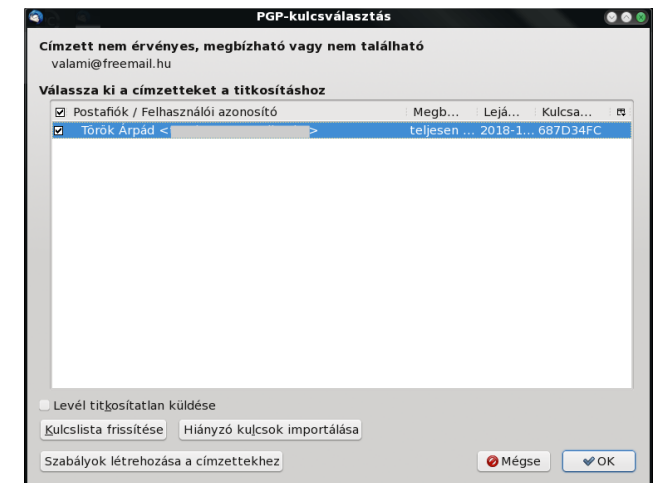 PGP-kulcsválasztás
Címzett nem érvényes, megbízható vagy nem található
valami@freemail.hu
Válassza ki a címzetteket a titkosításhoz
Postafiók / Felhasználói azonosító Megb... Lejá... Kulcsa...
Török Árpád < > teljesen ... 2018-1... 687D34FC
Levél titkosítatlan küldése
Kulcslista frissítése Hiányzó kulcsok importálása
Szabályok létrehozása a címzettekhez Mégse OK